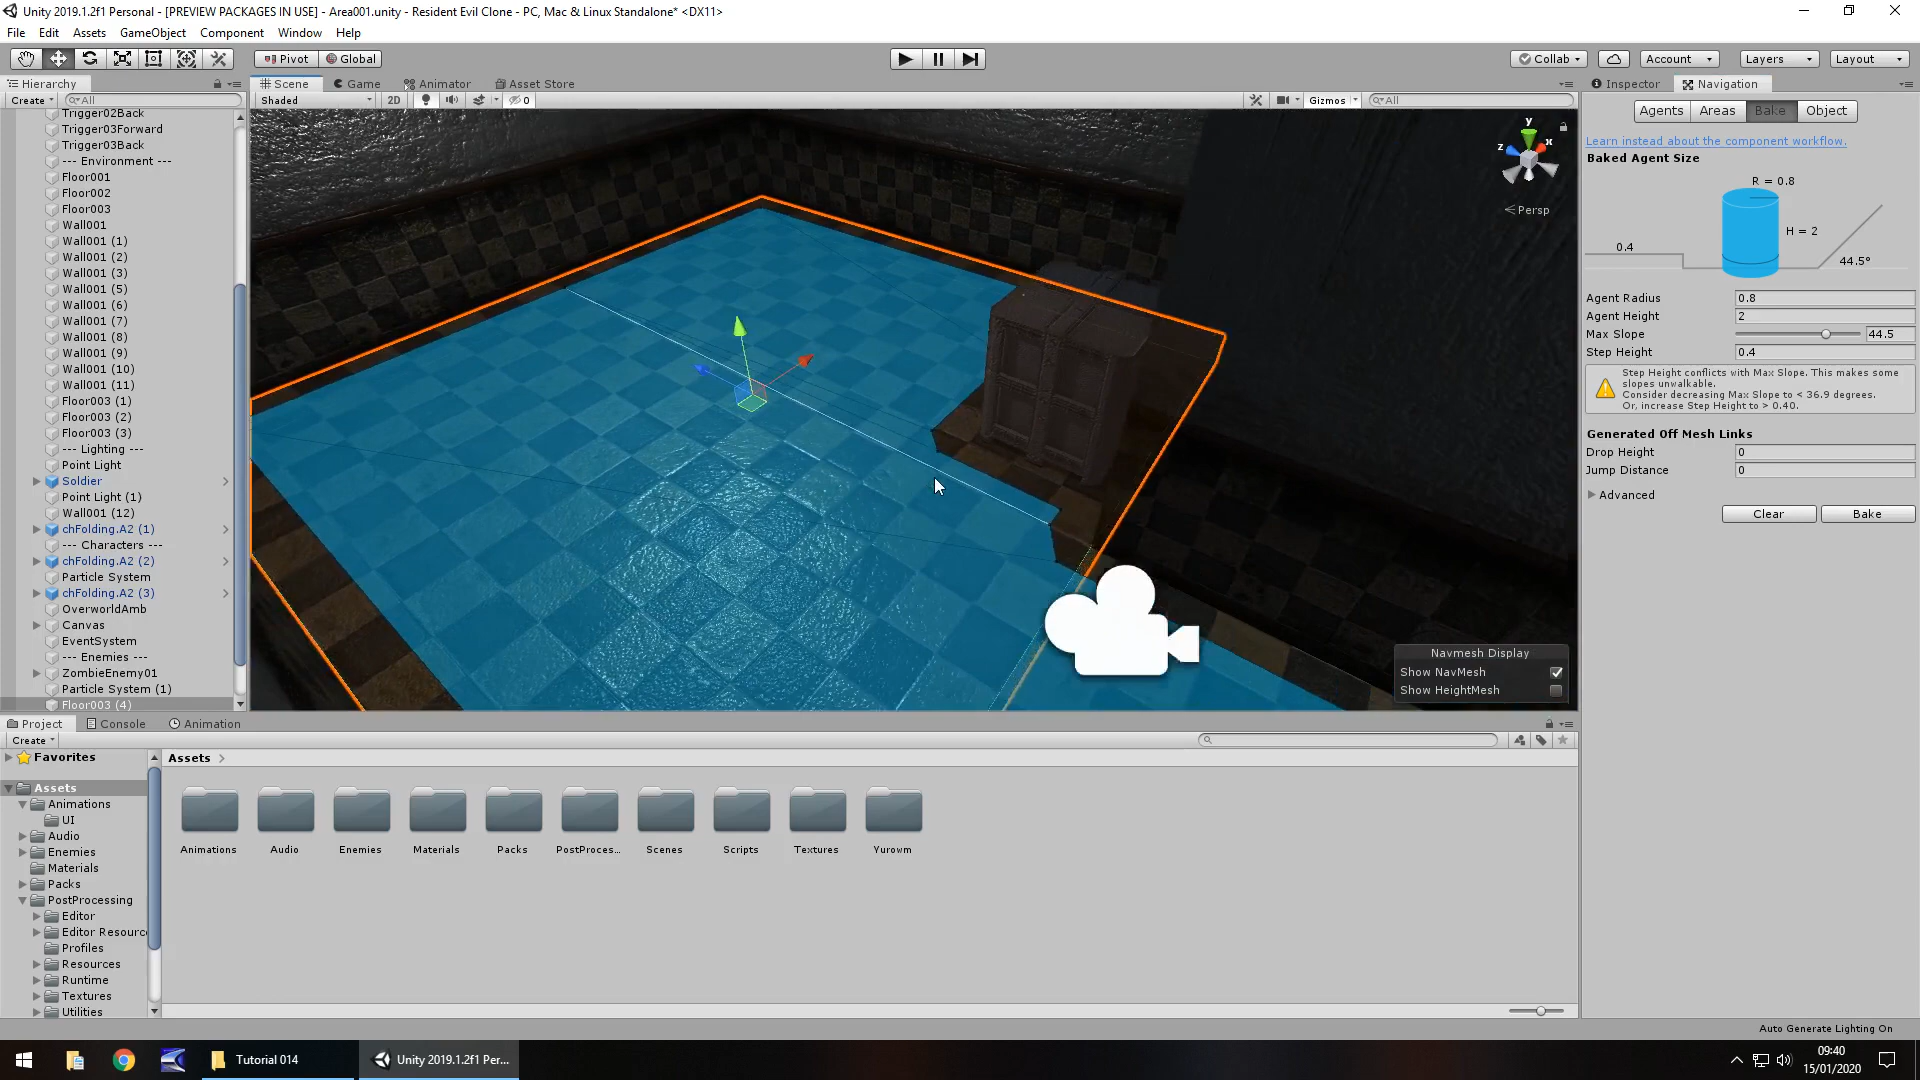 Unity 2019.1.2f1 Personal - [PREVIEW PACKAGES IN USE] - Area001.unity - Resident Evil Clone - PC, Mac & Linux Standalone* <DX11>
File Edit Assets GameObject Component Window Help
Pivot Global Collab Account Layers Layout
Hierarchy
Scene Game Animator Asset Store
Inspector Navigation
Create All
Shaded 2D 0 Gizmos All
Trigger02Back
Trigger03Forward
Trigger03Back
--- Environment ---
Floor001
Floor002
Floor003
Wall001
Wall001 (1)
Wall001 (2)
Wall001 (3)
Wall001 (5)
Wall001 (6)
Wall001 (7)
Wall001 (8)
Wall001 (9)
Wall001 (10)
Wall001 (11)
Floor003 (1)
Floor003 (2)
Floor003 (3)
--- Lighting ---
Point Light
Soldier
Point Light (1)
Wall001 (12)
chFolding.A2 (1)
--- Characters ---
chFolding.A2 (2)
Particle System
chFolding.A2 (3)
OverworldAmb
Canvas
EventSystem
--- Enemies ---
ZombieEnemy01
Particle System (1)
Floor003 (4)
y
z
x
Persp
Navmesh Display
Show NavMesh
Show HeightMesh
Agents Areas Bake Object
Learn instead about the component workflow.
Baked Agent Size
R = 0.8
H = 2
0.4
44.5°
Agent Radius 0.8
Agent Height 2
Max Slope 44.5
Step Height 0.4
Step Height conflicts with Max Slope. This makes some
slopes unwalkable.
Consider decreasing Max Slope to < 36.9 degrees.
Or, increase Step Height to > 0.40.
Generated Off Mesh Links
Drop Height 0
Jump Distance 0
Advanced
Clear Bake
Project Console Animation
Create
Favorites
Assets
Animations
UI
Audio
Enemies
Materials
Packs
PostProcessing
Editor
Editor Resourc
Profiles
Resources
Runtime
Textures
Utilities
Assets
Animations Audio Enemies Materials Packs PostProces... Scenes Scripts Textures Yurowm
Auto Generate Lighting On
Tutorial 014
Unity 2019.1.2f1 Per...
09:40
15/01/2020